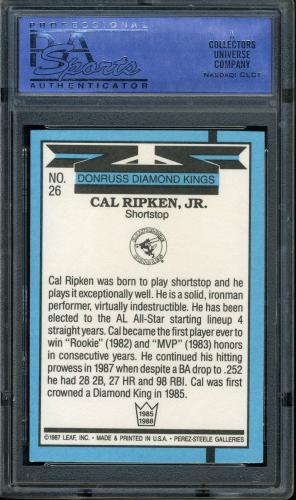 PROFESSIONAL
PSA
Sports
AUTHENTICATOR
A
COLLECTORS
UNIVERSE
COMPANY
NASDAQ: CLCT
NO.
26
DONRUSS DIAMOND KINGS
CAL RIPKEN, JR.
Shortstop
Cal Ripken was born to play shortstop and he
plays it exceptionally well. He is a solid, ironman
performer, virtually indestructible. He has been
elected to the AL All-Star starting lineup 4
straight years. Cal became the first player ever to
win "Rookie" (1982) and "MVP" (1983) honors
in consecutive years. He continued his hitting
prowess in 1987 when despite a BA drop to .252
he had 28 2B, 27 HR and 98 RBI. Cal was first
crowned a Diamond King in 1985.
1985
1988
©1987 LEAF, INC. • MADE & PRINTED IN U.S.A. • PEREZ-STEELE GALLERIES